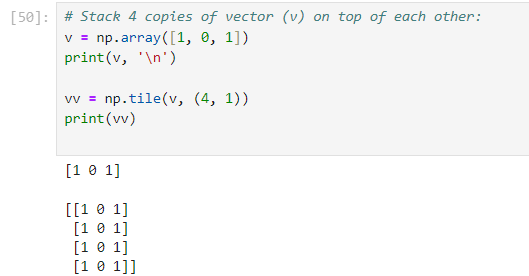 [50]: # Stack 4 copies of vector (v) on top of each other:
v = np.array([1, 0, 1])
print(v, '\n')
vv = np.tile(v, (4, 1))
print(vv)
[1 0 1]
[[1 0 1]
[1 0 1]
[1 0 1]
[1 0 1]]